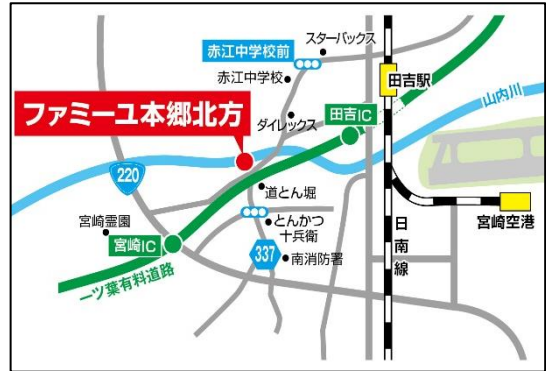 スターバックス
赤江中学校前
赤江中学校
田吉駅
山内川
ファミーユ本郷北方
ダイレックス
田吉IC
220
道とん堀
宮崎霊園
とんかつ
十兵衛
宮崎空港
宮崎IC
337
南消防署
日南線
一ツ葉有料道路